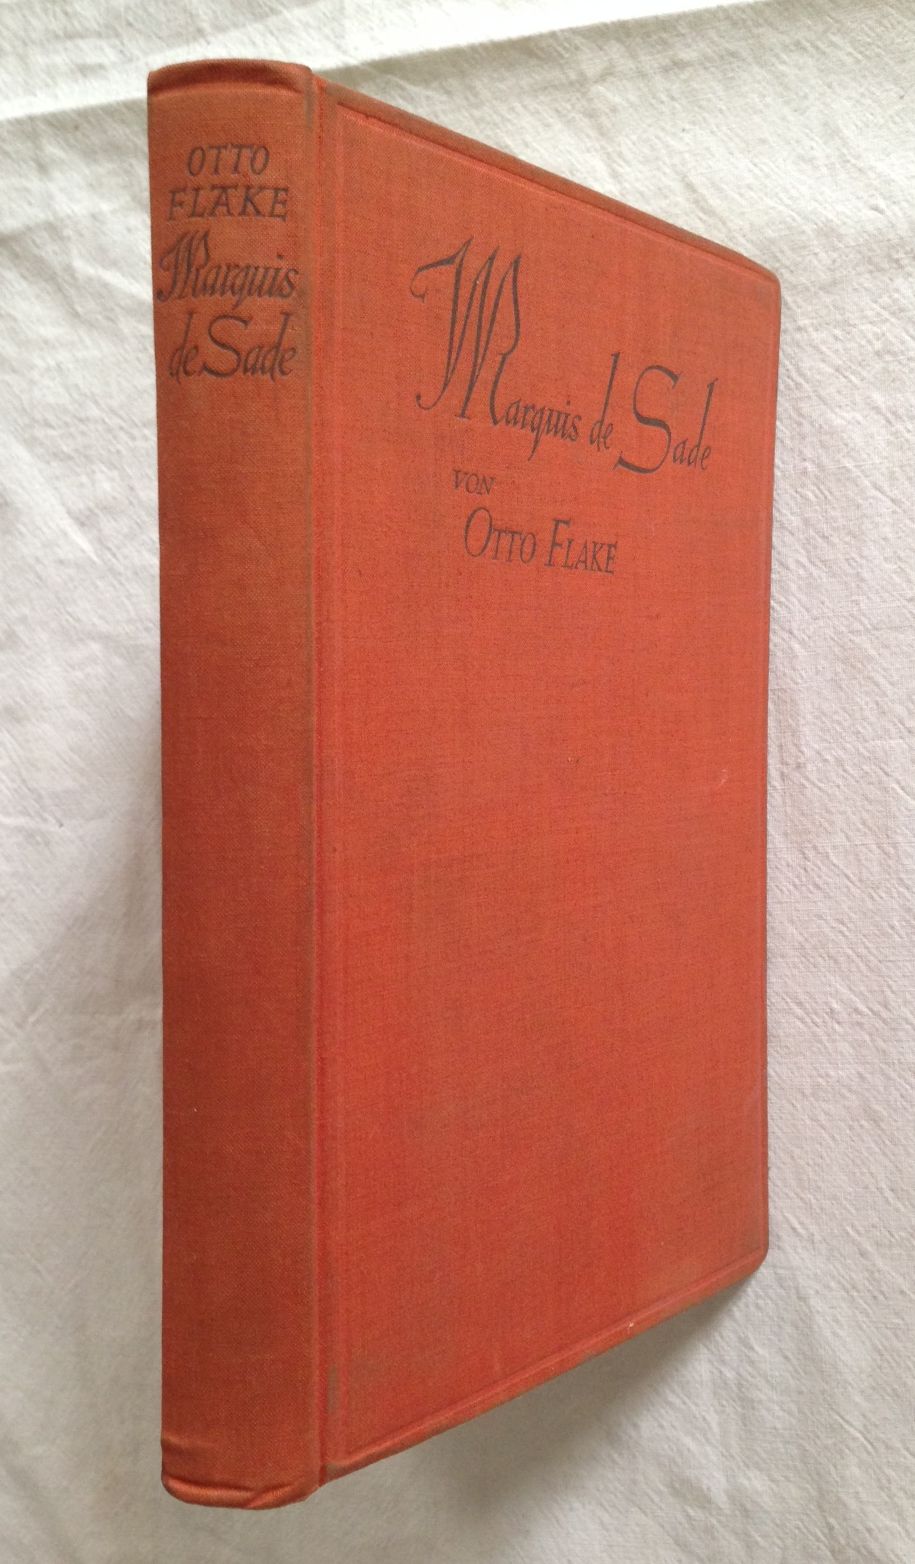 OTTO
FLAKE
Marquis
de Sade
Marquis de Sade
VON
OTTO FLAKE